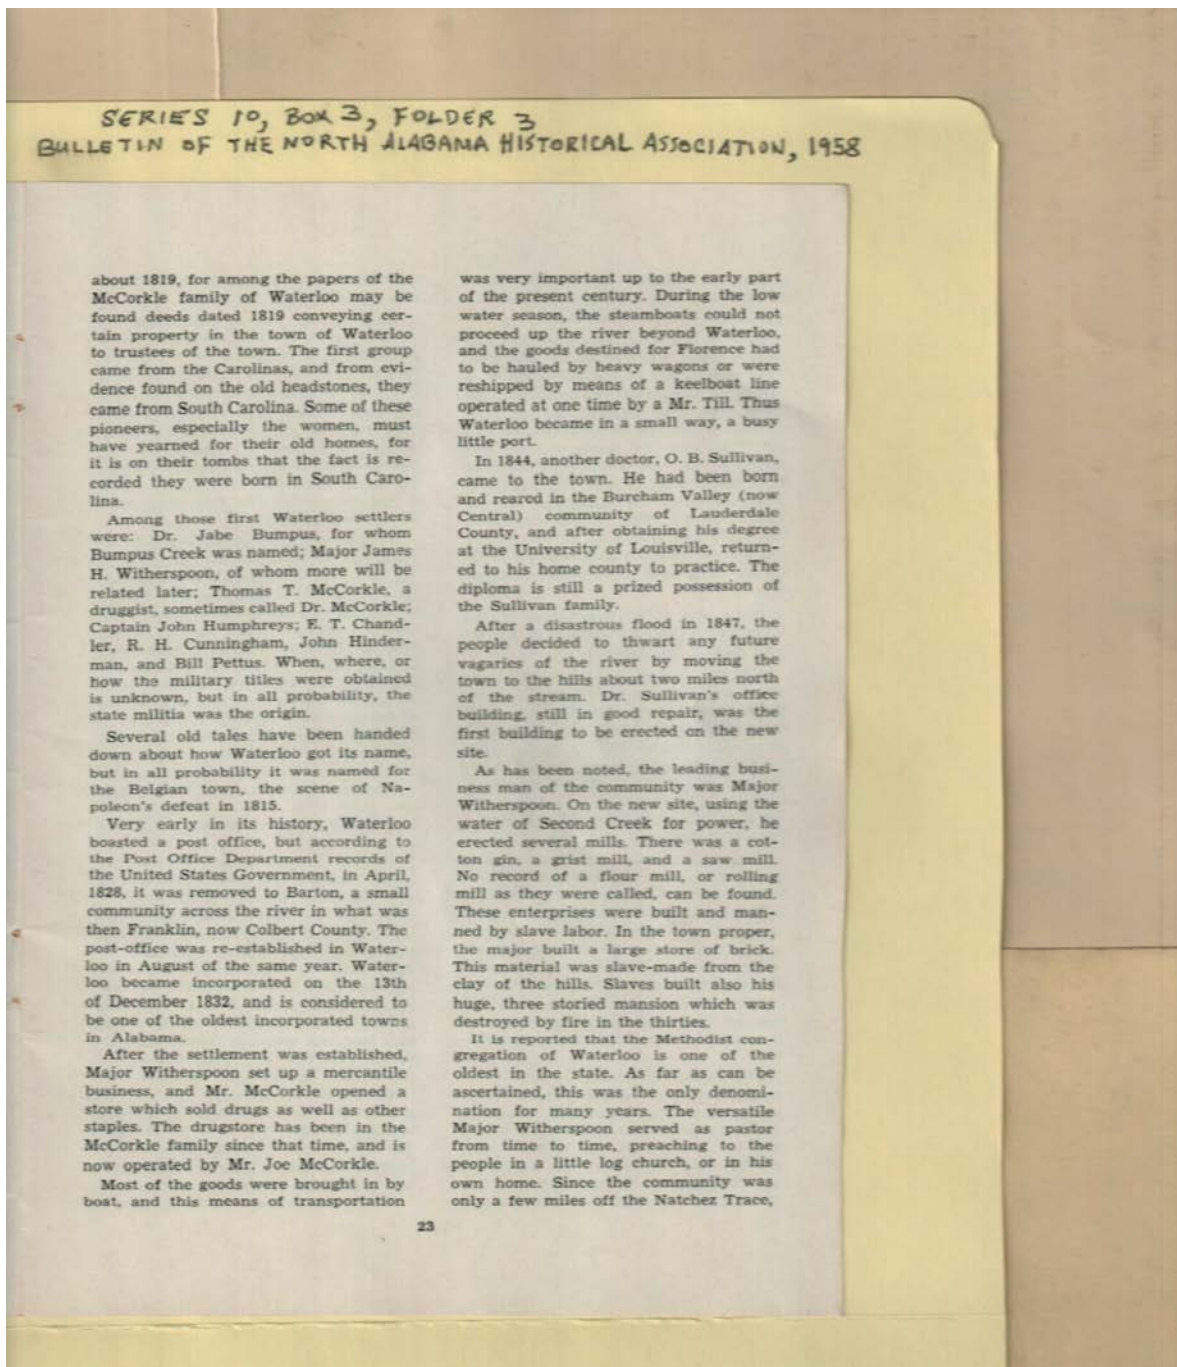 SERIES 10, BOX 3, FOLDER 3
BULLETIN OF THE NORTH ALABAMA HISTORICAL ASSOCIATION, 1958
about 1819, for among the papers of the
McCorkle family of Waterloo may be
found deeds dated 1819 conveying cer-
tain property in the town of Waterloo
to trustees of the town. The first group
came from the Carolinas, and from evi-
dence found on the old headstones, they
came from South Carolina. Some of these
pioneers, especially the women, must
have yearned for their old homes, for
it is on their tombs that the fact is re-
corded they were born in South Caro-
lina.
Among those first Waterloo settlers
were: Dr. Jabe Bumpus, for whom
Bumpus Creek was named; Major James
H. Witherspoon, of whom more will be
related later; Thomas T. McCorkle, a
druggist, sometimes called Dr. McCorkle;
Captain John Humphreys; E. T. Chand-
ler, R. H. Cunningham, John Hinder-
man, and Bill Pettus. When, where, or
how the military titles were obtained
is unknown, but in all probability, the
state militia was the origin.
Several old tales have been handed
down about how Waterloo got its name,
but in all probability it was named for
the Belgian town, the scene of Na-
poleon's defeat in 1815.
Very early in its history, Waterloo
boasted a post office, but according to
the Post Office Department records of
the United States Government, in April,
1828, it was removed to Barton, a small
community across the river in what was
then Franklin, now Colbert County. The
post-office was re-established in Water-
loo in August of the same year. Water-
loo became incorporated on the 13th
of December 1832, and is considered to
be one of the oldest incorporated towns
in Alabama.
After the settlement was established,
Major Witherspoon set up a mercantile
business, and Mr. McCorkle opened a
store which sold drugs as well as other
staples. The drugstore has been in the
McCorkle family since that time, and is
now operated by Mr. Joe McCorkle.
Most of the goods were brought in by
boat, and this means of transportation
was very important up to the early part
of the present century. During the low
water season, the steamboats could not
proceed up the river beyond Waterloo,
and the goods destined for Florence had
to be hauled by heavy wagons or were
reshipped by means of a keelboat line
operated at one time by a Mr. Till. Thus
Waterloo became in a small way, a busy
little port.
In 1844, another doctor, O. B. Sullivan,
came to the town. He had been born
and reared in the Burcham Valley (now
Central) community of Lauderdale
County, and after obtaining his degree
at the University of Louisville, return-
ed to his home county to practice. The
diploma is still a prized possession of
the Sullivan family.
After a disastrous flood in 1847, the
people decided to thwart any future
vagaries of the river by moving the
town to the hills about two miles north
of the stream. Dr. Sullivan's office
building, still in good repair, was the
first building to be erected on the new
site.
As has been noted, the leading busi-
ness man of the community was Major
Witherspoon. On the new site, using the
water of Second Creek for power, he
erected several mills. There was a cot-
ton gin, a grist mill, and a saw mill.
No record of a flour mill, or rolling
mill as they were called, can be found.
These enterprises were built and man-
ned by slave labor. In the town proper,
the major built a large store of brick.
This material was slave-made from the
clay of the hills. Slaves built also his
huge, three storied mansion which was
destroyed by fire in the thirties.
It is reported that the Methodist con-
gregation of Waterloo is one of the
oldest in the state. As far as can be
ascertained, this was the only denomi-
nation for many years. The versatile
Major Witherspoon served as pastor
from time to time, preaching to the
people in a little log church, or in his
own home. Since the community was
only a few miles off the Natchez Trace,
23